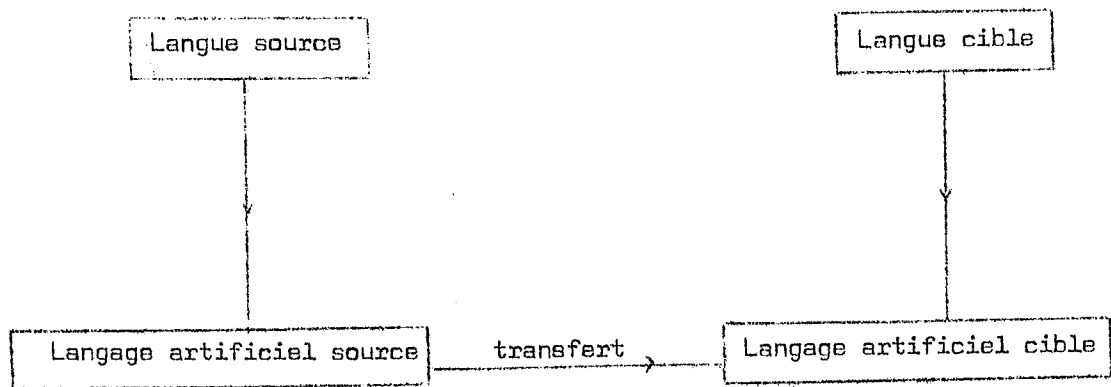 Langue source
Langue cible
Langage artificiel source
transfert
Langage artificiel cible